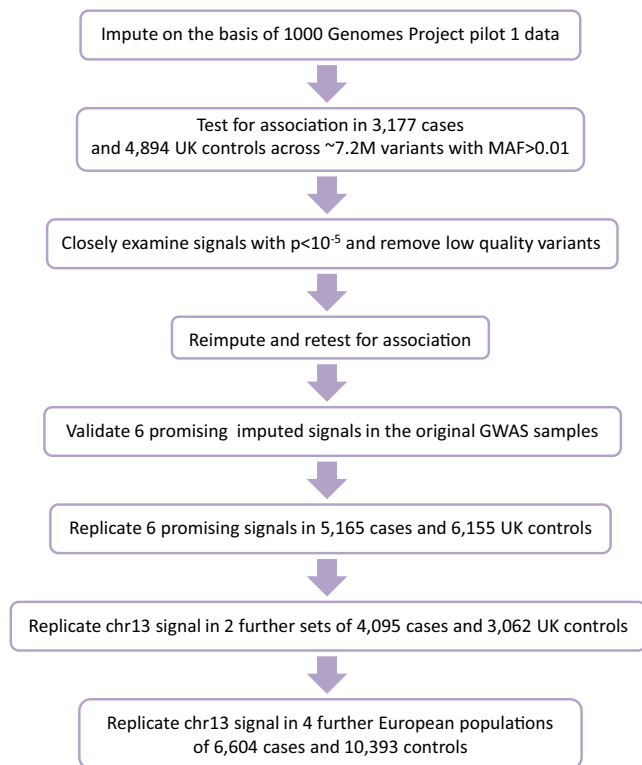 Impute on the basis of 1000 Genomes Project pilot 1 data
Test for association in 3,177 cases
and 4,894 UK controls across ~7.2M variants with MAF>0.01
Closely examine signals with p<10⁻⁵ and remove low quality variants
Reimpute and retest for association
Validate 6 promising imputed signals in the original GWAS samples
Replicate 6 promising signals in 5,165 cases and 6,155 UK controls
Replicate chr13 signal in 2 further sets of 4,095 cases and 3,062 UK controls
Replicate chr13 signal in 4 further European populations
of 6,604 cases and 10,393 controls